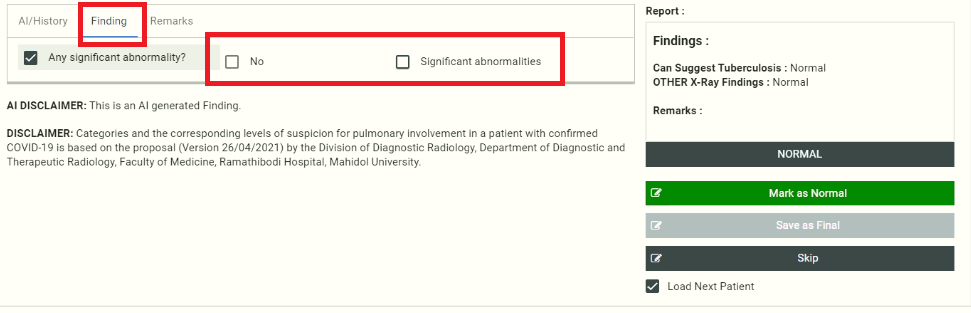 AI/History Finding Remarks
Any significant abnormality? No Significant abnormalities
AI DISCLAIMER: This is an AI generated Finding.
DISCLAIMER: Categories and the corresponding levels of suspicion for pulmonary involvement in a patient with confirmed
COVID-19 is based on the proposal (Version 26/04/2021) by the Division of Diagnostic Radiology, Department of Diagnostic and
Therapeutic Radiology, Faculty of Medicine, Ramathibodi Hospital, Mahidol University.
Report :
Findings :
Can Suggest Tuberculosis : Normal
OTHER X-Ray Findings : Normal
Remarks :
NORMAL
Mark as Normal
Save as Final
Skip
Load Next Patient